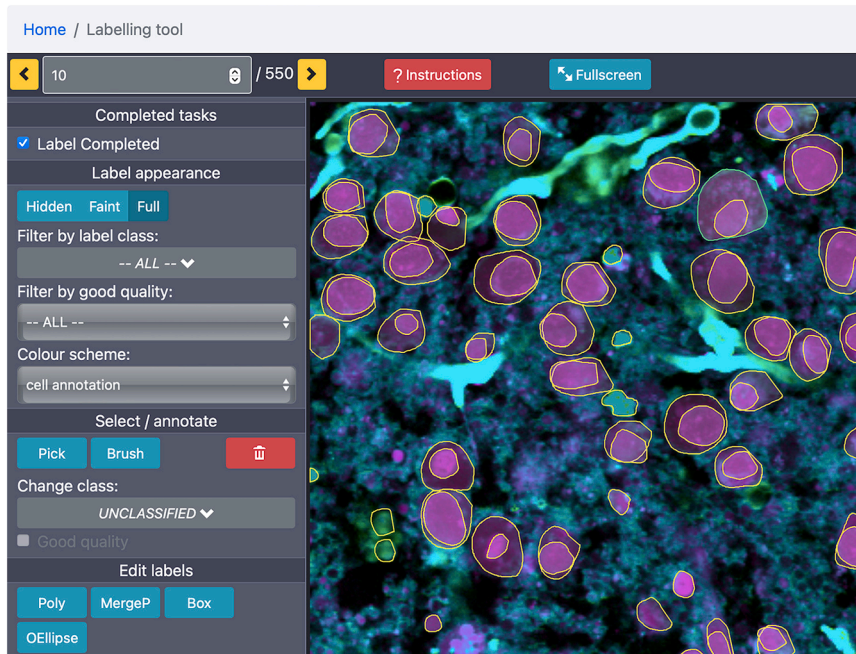 Home / Labelling tool
10 / 550 ? Instructions Fullscreen
Completed tasks
Label Completed
Label appearance
Hidden Faint Full
Filter by label class:
-- ALL --
Filter by good quality:
-- ALL --
Colour scheme:
cell annotation
Select / annotate
Pick Brush
Change class:
UNCLASSIFIED
Good quality
Edit labels
Poly MergeP Box
OEllipse